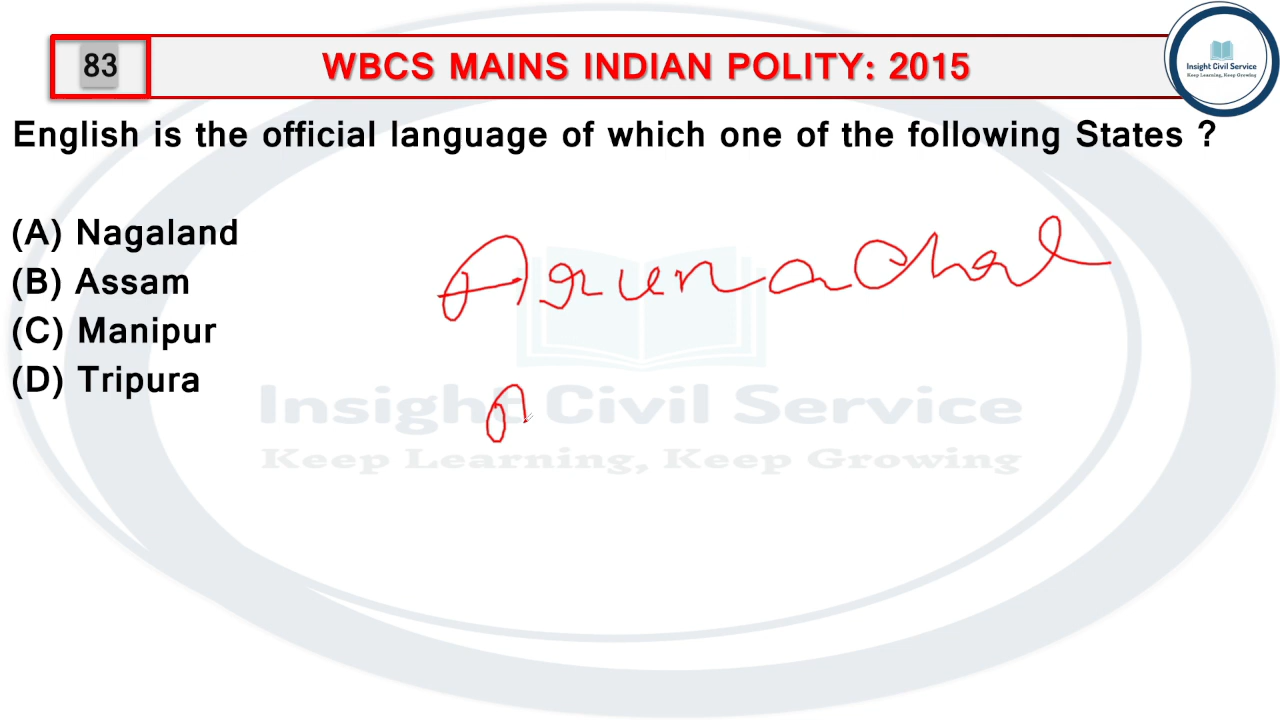 83
WBCS MAINS INDIAN POLITY: 2015
Insight Civil Service
Keep Learning, Keep Growing
English is the official language of which one of the following States ?
(A) Nagaland
(B) Assam
(C) Manipur
(D) Tripura
Arunachal
Insight Civil Service
Keep Learning, Keep Growing